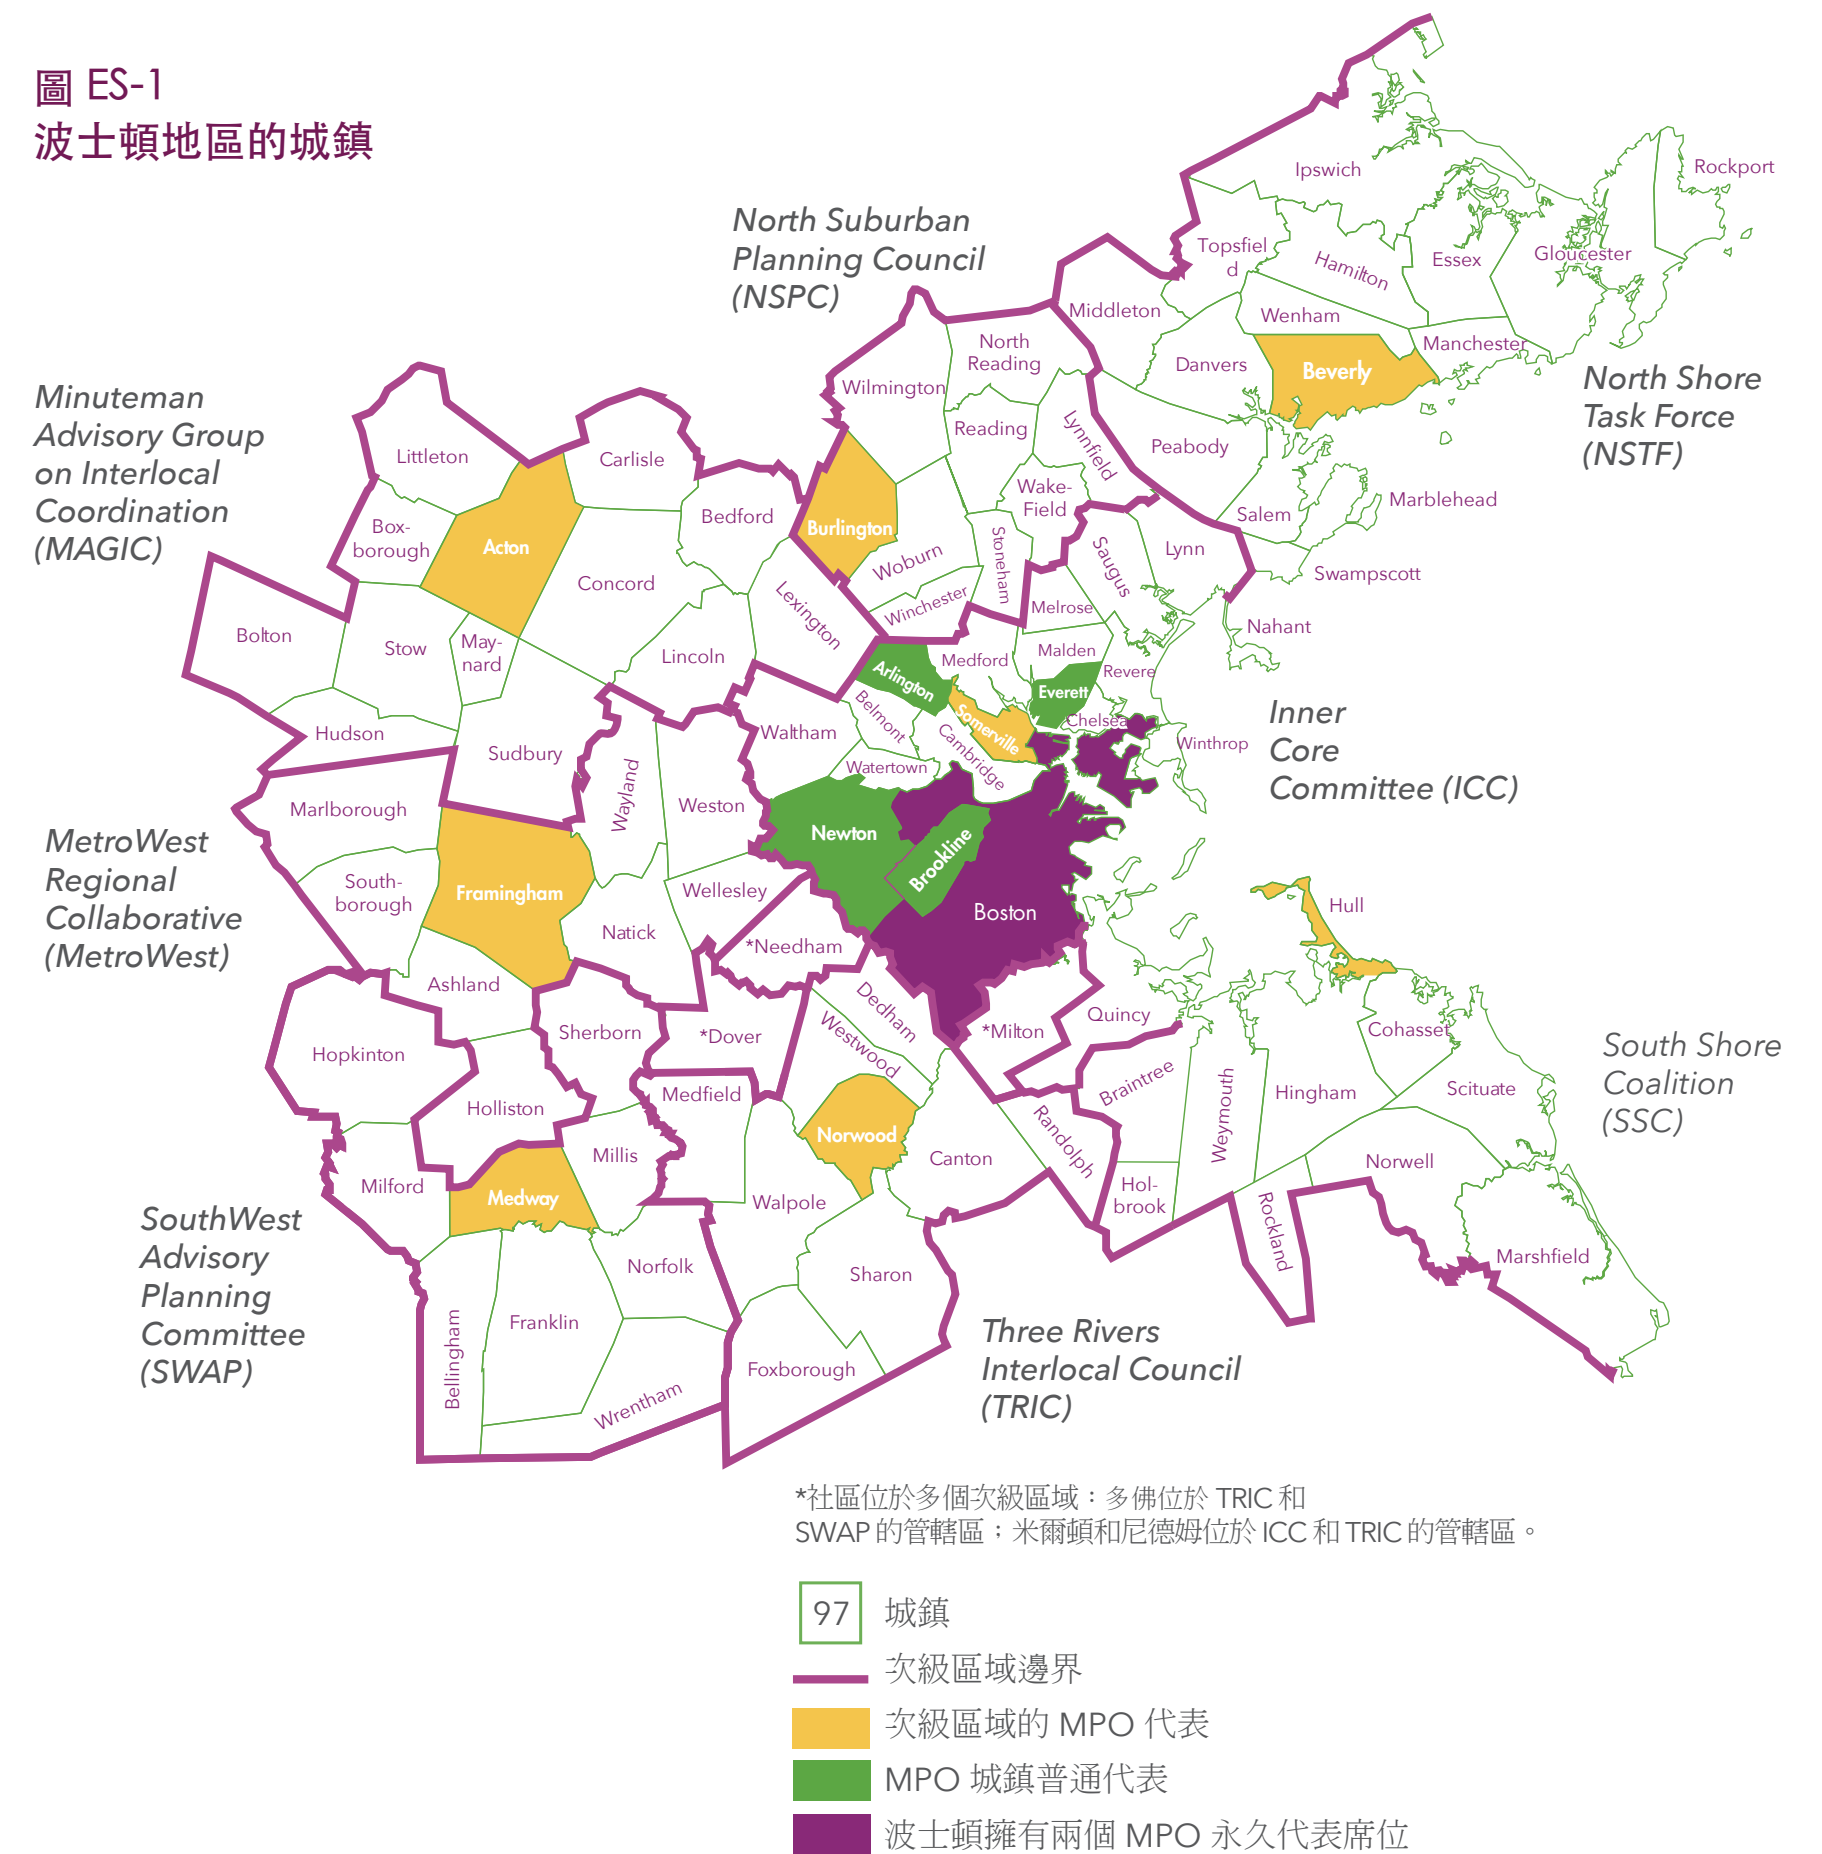 圖 ES-1
波士頓地區的城鎮
North Suburban
Planning Council
(NSPC)
Minuteman
Advisory Group
on Interlocal
Coordination
(MAGIC)
North Shore
Task Force
(NSTF)
Inner
Core
Committee (ICC)
MetroWest
Regional
Collaborative
(MetroWest)
South Shore
Coalition
(SSC)
SouthWest
Advisory
Planning
Committee
(SWAP)
Three Rivers
Interlocal Council
(TRIC)
Ipswich
Rockport
Topsfiel
d
Hamilton
Essex
Gloucester
Middleton
Wenham
Manchester
Danvers
Beverly
Peabody
Marblehead
Salem
Swampscott
Lynn
Nahant
Saugus
North
Reading
Wilmington
Reading
Lynnfield
Wake-
Field
Burlington
Woburn
Stoneham
Winchester
Melrose
Malden
Medford
Revere
Everett
Chelsea
Winthrop
Arlington
Somerville
Belmont
Cambridge
Waltham
Watertown
Newton
Brookline
Boston
Littleton
Carlisle
Box-
borough
Acton
Bedford
Concord
Lexington
Bolton
Stow
May-
nard
Lincoln
Hudson
Sudbury
Marlborough
Wayland
Weston
South-
borough
Framingham
Wellesley
Natick
Ashland
*Needham
Hopkinton
Sherborn
*Dover
Dedham
Westwood
*Milton
Quincy
Holliston
Medfield
Norwood
Millis
Milford
Medway
Walpole
Canton
Randolph
Braintree
Hol-
brook
Weymouth
Hingham
Hull
Cohasset
Scituate
Norwell
Rockland
Marshfield
Norfolk
Sharon
Franklin
Bellingham
Wrentham
Foxborough
*社區位於多個次級區域：多佛位於 TRIC 和
SWAP 的管轄區；米爾頓和尼德姆位於 ICC 和 TRIC 的管轄區。
97 城鎮
次級區域邊界
次級區域的 MPO 代表
MPO 城鎮普通代表
波士頓擁有兩個 MPO 永久代表席位